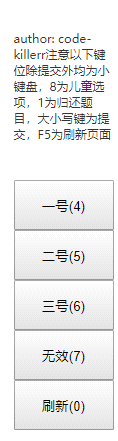 author: code-
killerr注意以下键
位除提交外均为小
键盘，8为儿童选
项，1为归还题
目，大小写键为提
交，F5为刷新页面
一号(4)
二号(5)
三号(6)
无效(7)
刷新(0)